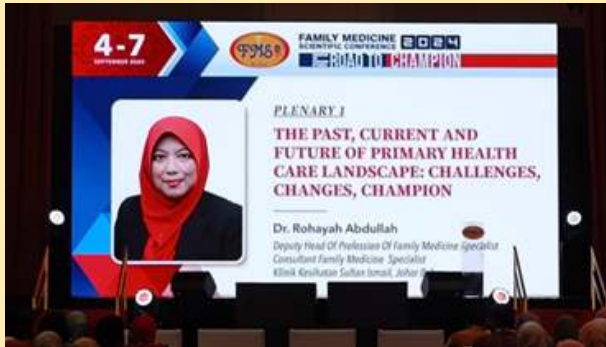 4-7
SEPTEMBER 2024
FMS
FAMILY MEDICINE
SCIENTIFIC CONFERENCE 2024
ROAD TO CHAMPION
PLENARY 1
THE PAST, CURRENT AND
FUTURE OF PRIMARY HEALTH
CARE LANDSCAPE: CHALLENGES,
CHANGES, CHAMPION
Dr. Rohayah Abdullah
Deputy Head Of Profession Of Family Medicine Specialist
Consultant Family Medicine Specialist
Klinik Kesihatan Sultan Ismail, Johor